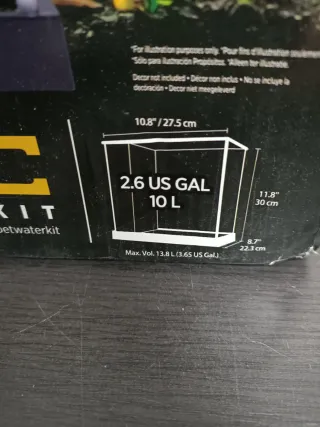 *For illustration purposes only. *Pour fins d'illustration seulement
*Sólo para ilustración Propósitos. *Alleen ter illustratie.
Decor not included • Décor non inclus • No se incluye la
decoración • Decor niet meegeleverd
10.8" / 27.5 cm
2.6 US GAL
10 L
11.8"
30 cm
8.7"
22.3 cm
Max. Vol. 13.8 L (3.65 US Gal.)
C
KIT
betwaterkit